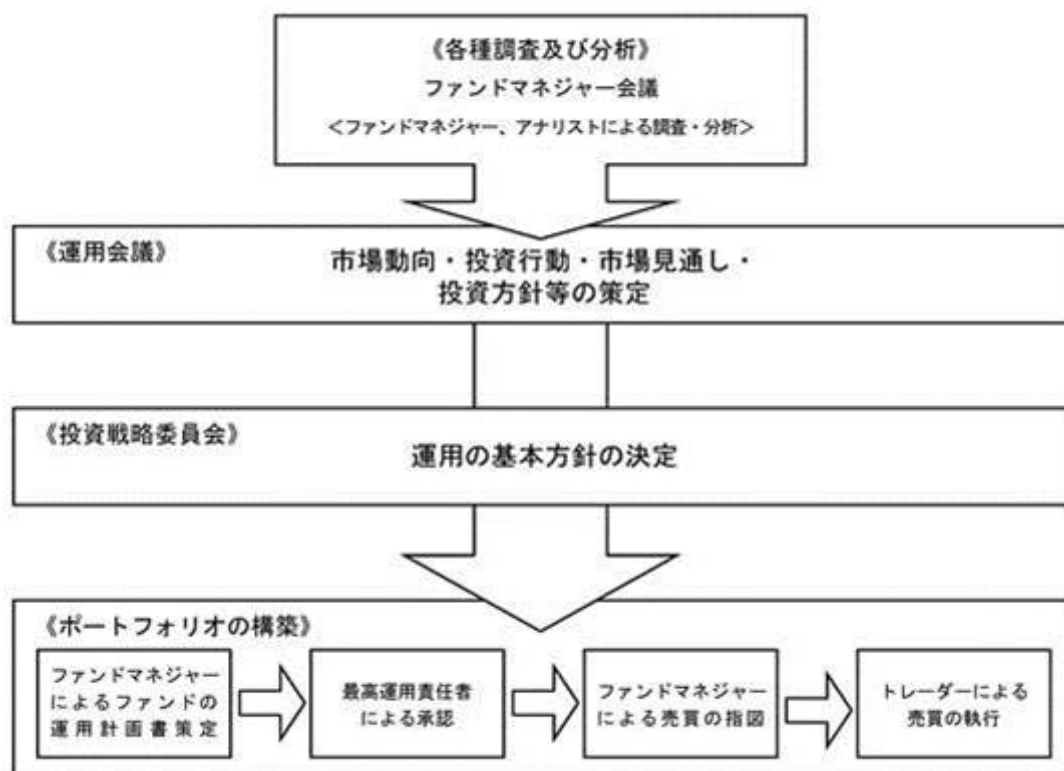 《各種調査及び分析》
ファンドマネジャー会議
<ファンドマネジャー、アナリストによる調査・分析>
《運用会議》
市場動向・投資行動・市場見通し・
投資方針等の策定
《投資戦略委員会》
運用の基本方針の決定
《ポートフォリオの構築》
ファンドマネジャー
によるファンドの
運用計画書策定
最高運用責任者
による承認
ファンドマネジャー
による売買の指図
トレーダーによる
売買の執行